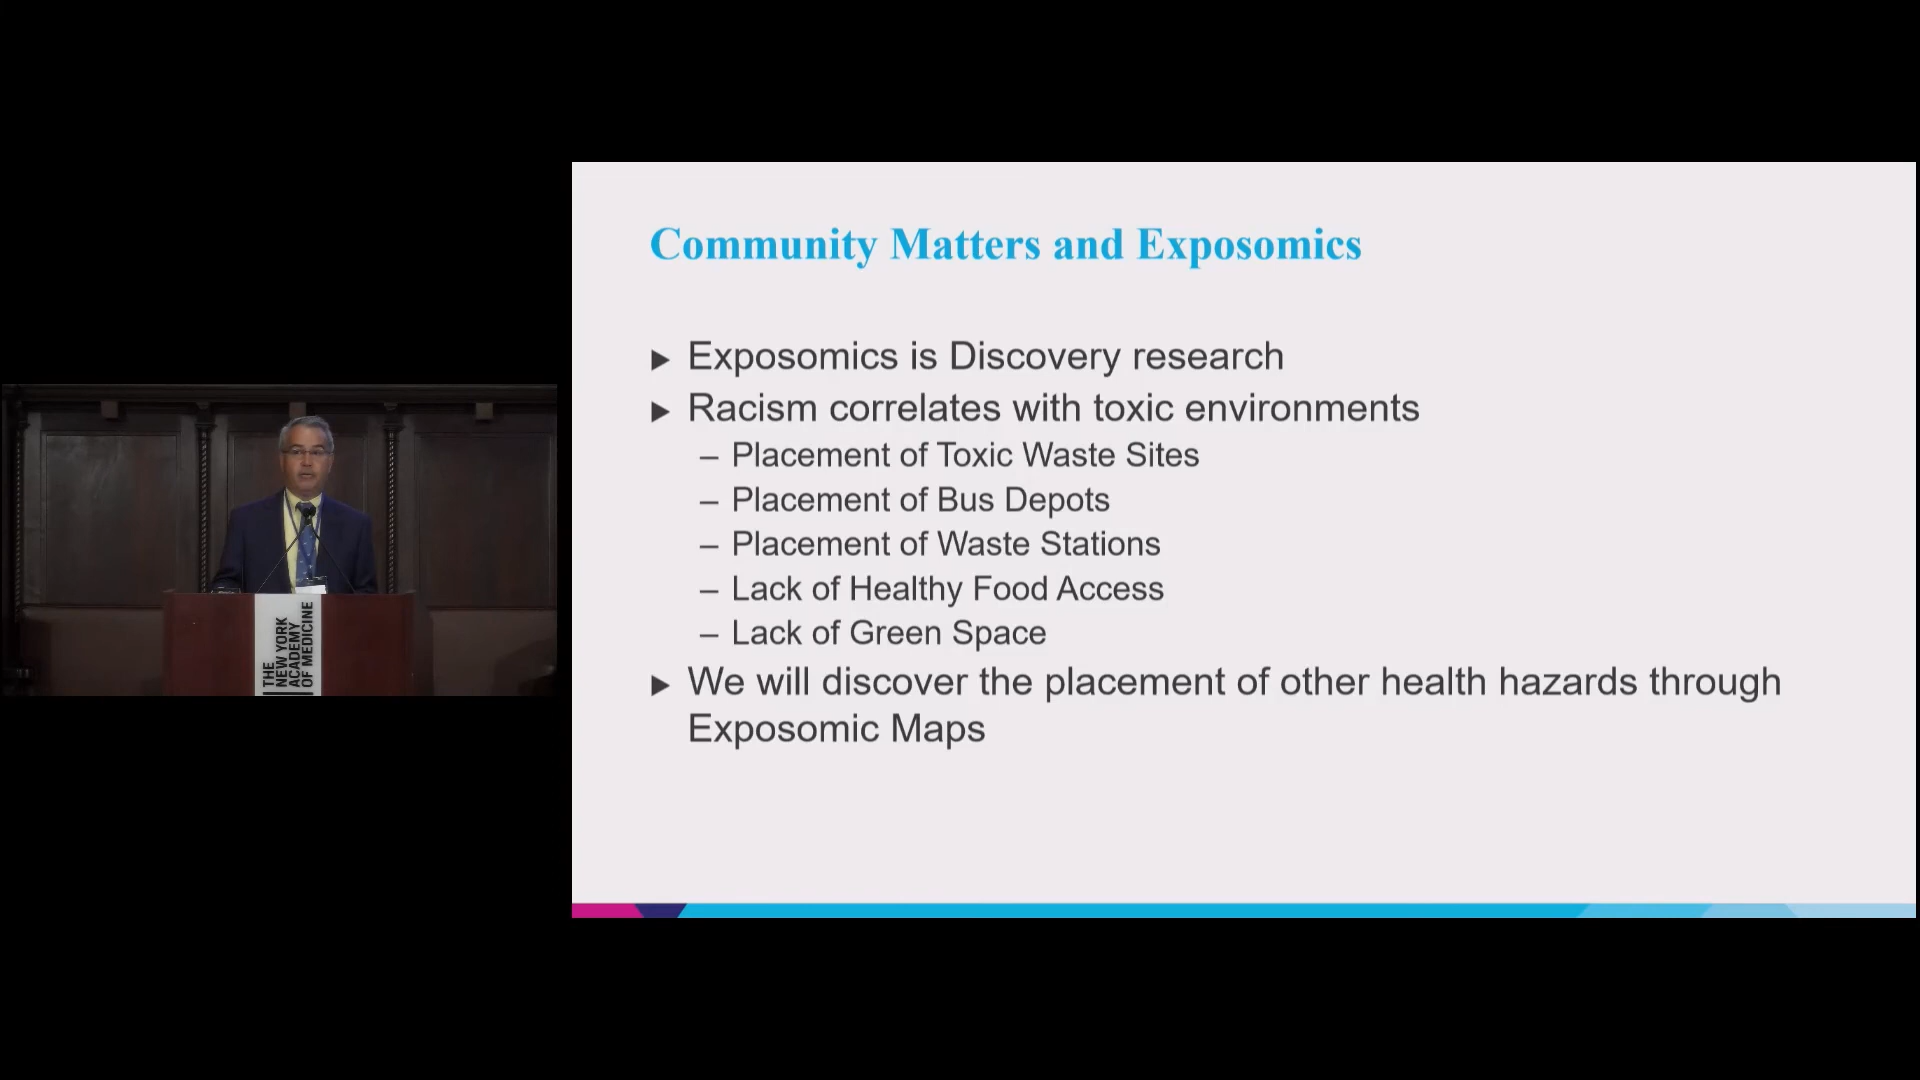 Community Matters and Exposomics
► Exposomics is Discovery research
► Racism correlates with toxic environments
– Placement of Toxic Waste Sites
– Placement of Bus Depots
– Placement of Waste Stations
– Lack of Healthy Food Access
– Lack of Green Space
► We will discover the placement of other health hazards through
Exposomic Maps
THE
NEW YORK
ACADEMY
OF MEDICINE